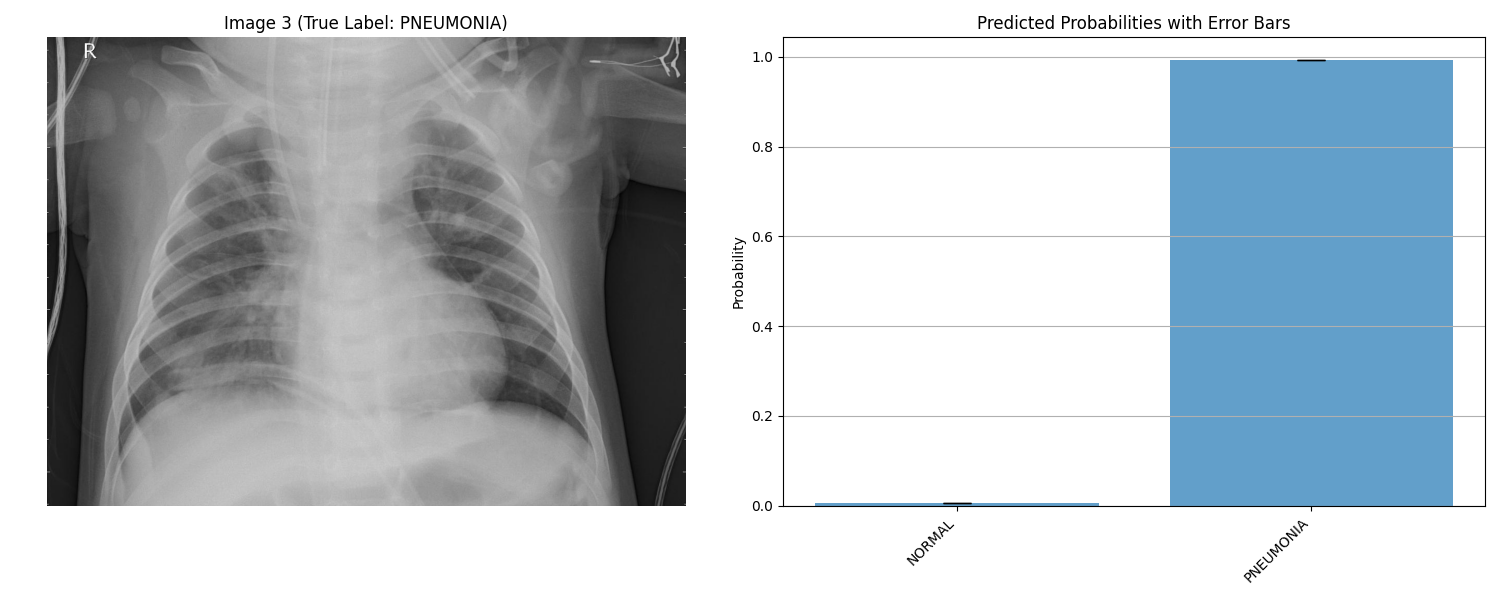 Image 3 (True Label: PNEUMONIA)
R
Predicted Probabilities with Error Bars
Probability
1.0
0.8
0.6
0.4
0.2
0.0
NORMAL
PNEUMONIA